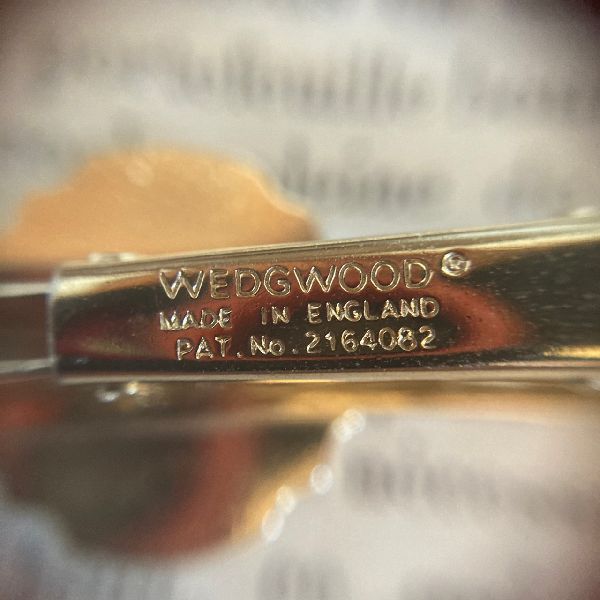 WEDGWOOD ©
MADE IN ENGLAND
PAT. No. 2164082